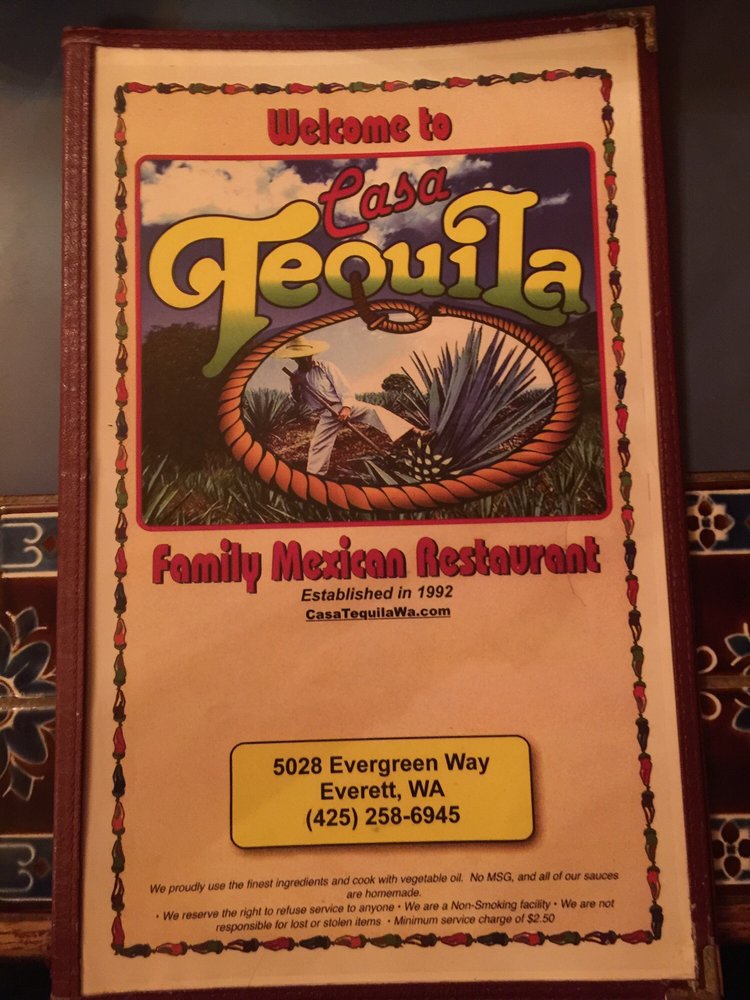 Welcome to
Casa
Tequila
Family Mexican Restaurant
Established in 1992
CasaTequilaWa.com
5028 Evergreen Way
Everett, WA
(425) 258-6945
We proudly use the finest ingredients and cook with vegetable oil. No MSG, and all of our sauces
are homemade.
• We reserve the right to refuse service to anyone • We are a Non-Smoking facility • We are not
responsible for lost or stolen items • Minimum service charge of $2.50